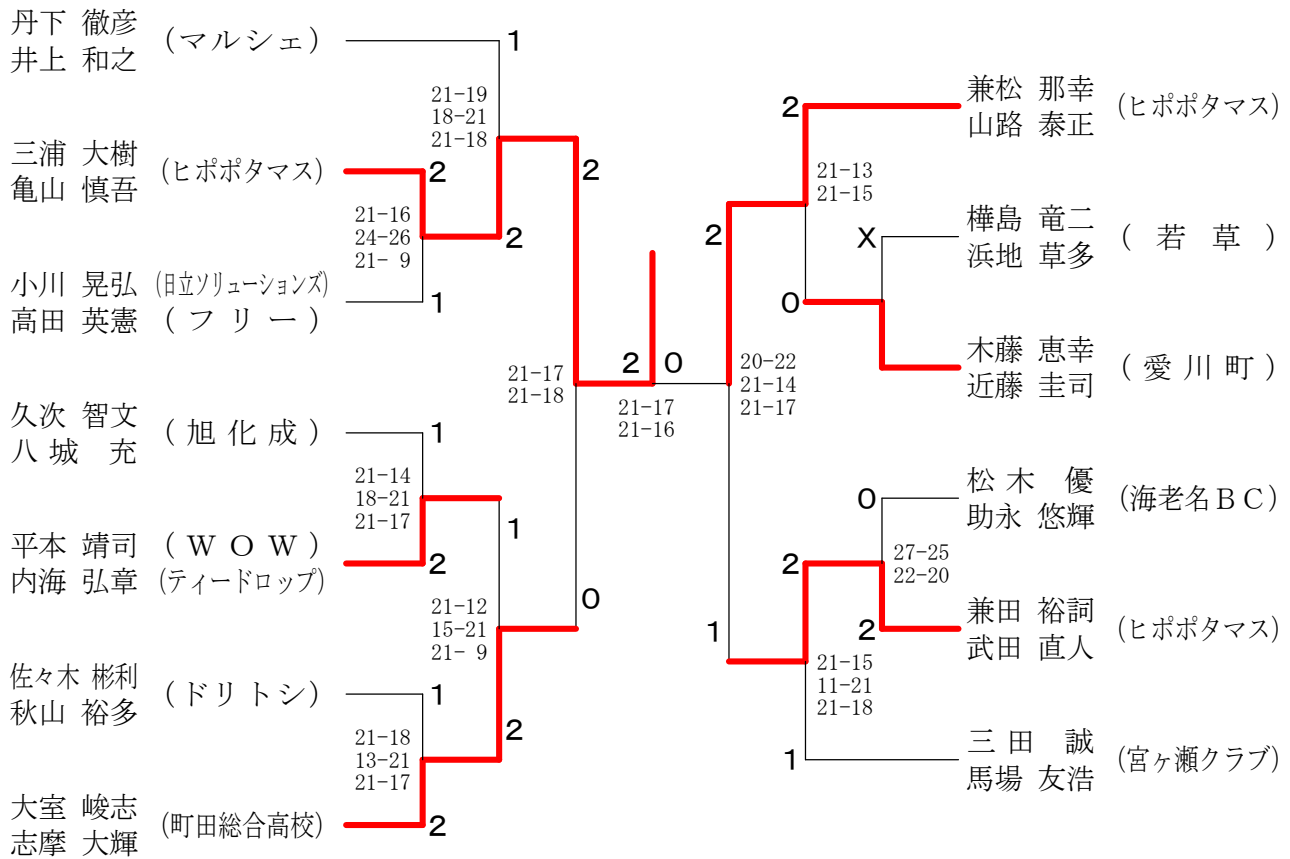 丹下 徹彦
井上 和之
(マルシェ)
1
21-19
18-21
21-18
三浦 大樹
亀山 慎吾
(ヒポポタマス)
2
2
21-16
24-26
21- 9
2
小川 晃弘 (日立ソリューションズ)
高田 英憲 (フリー)
1
21-17
21-18
久次 智文
八城 充
(旭化成)
1
21-14
18-21
21-17
1
平本 靖司 (WOW)
内海 弘章 (ティードロップ)
2
21-12
15-21
21- 9
0
佐々木 彬利
秋山 裕多
(ドリトシ)
1
21-18
13-21
21-17
2
大室 峻志
志摩 大輝
(町田総合高校)
2
2 0
21-17
21-16
兼松 那幸
山路 泰正
(ヒポポタマス)
2
21-13
21-15
2
樺島 竜二
浜地 草多
(若草)
X
0
木藤 恵幸
近藤 圭司
(愛川町)
20-22
21-14
21-17
松木 優
助永 悠輝
(海老名BC)
0
27-25
22-20
2
兼田 裕詞
武田 直人
(ヒポポタマス)
2
1
21-15
11-21
21-18
三田 誠
馬場 友浩
(宮ヶ瀬クラブ)
1